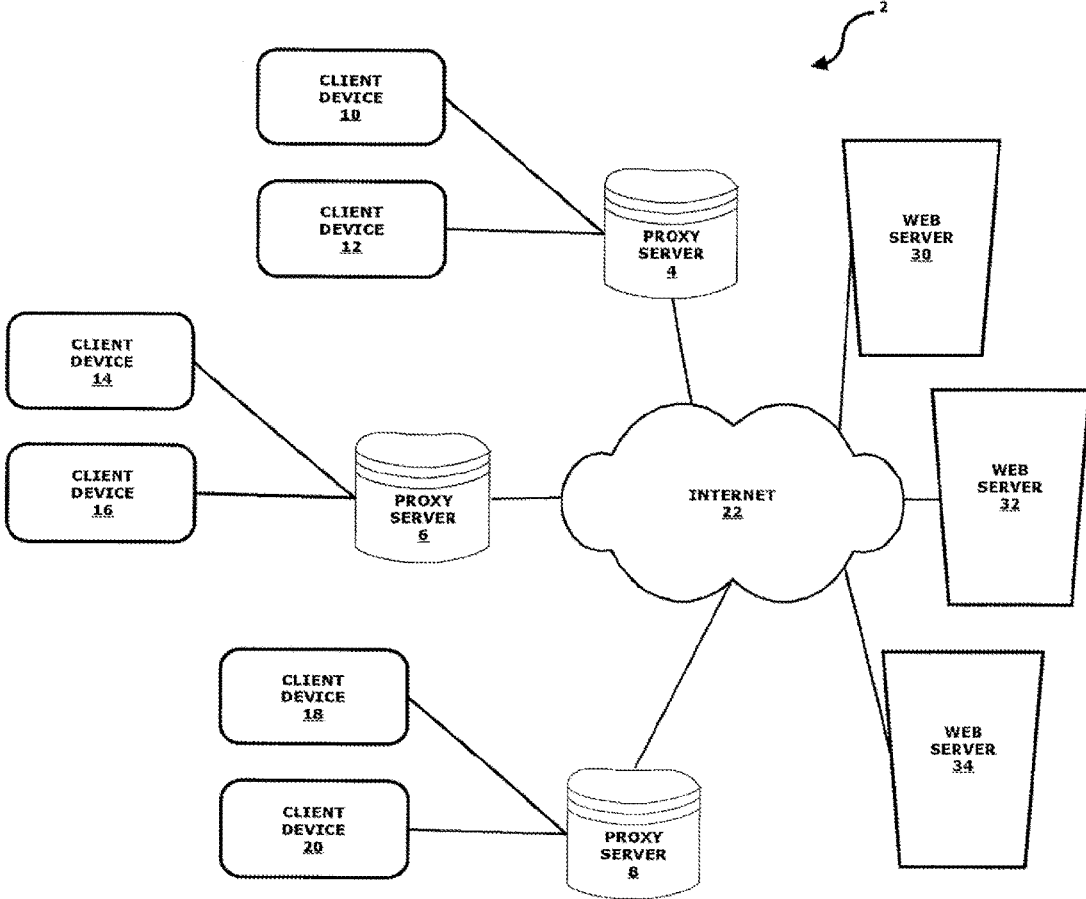 2
CLIENT
DEVICE
10
CLIENT
DEVICE
12
PROXY
SERVER
4
WEB
SERVER
30
CLIENT
DEVICE
14
CLIENT
DEVICE
16
PROXY
SERVER
6
INTERNET
22
WEB
SERVER
32
CLIENT
DEVICE
18
CLIENT
DEVICE
20
PROXY
SERVER
8
WEB
SERVER
34